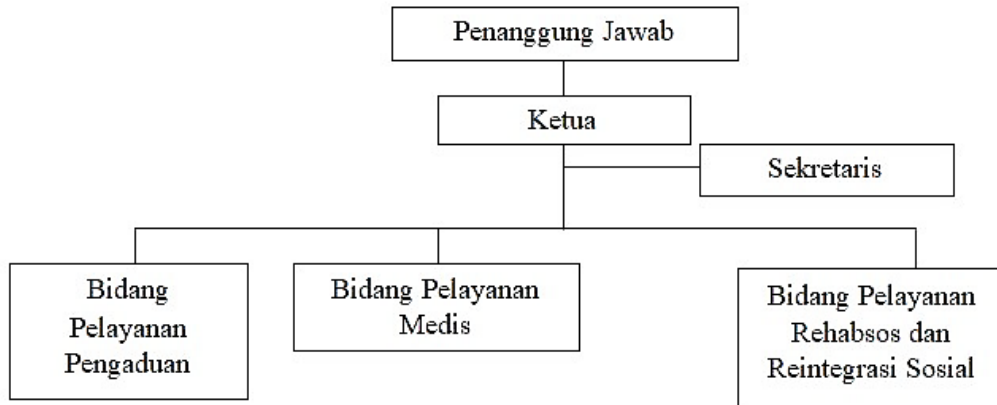 Penanggung Jawab
Ketua
Sekretaris
Bidang
Pelayanan
Pengaduan
Bidang Pelayanan
Medis
Bidang Pelayanan
Rehabsos dan
Reintegrasi Sosial